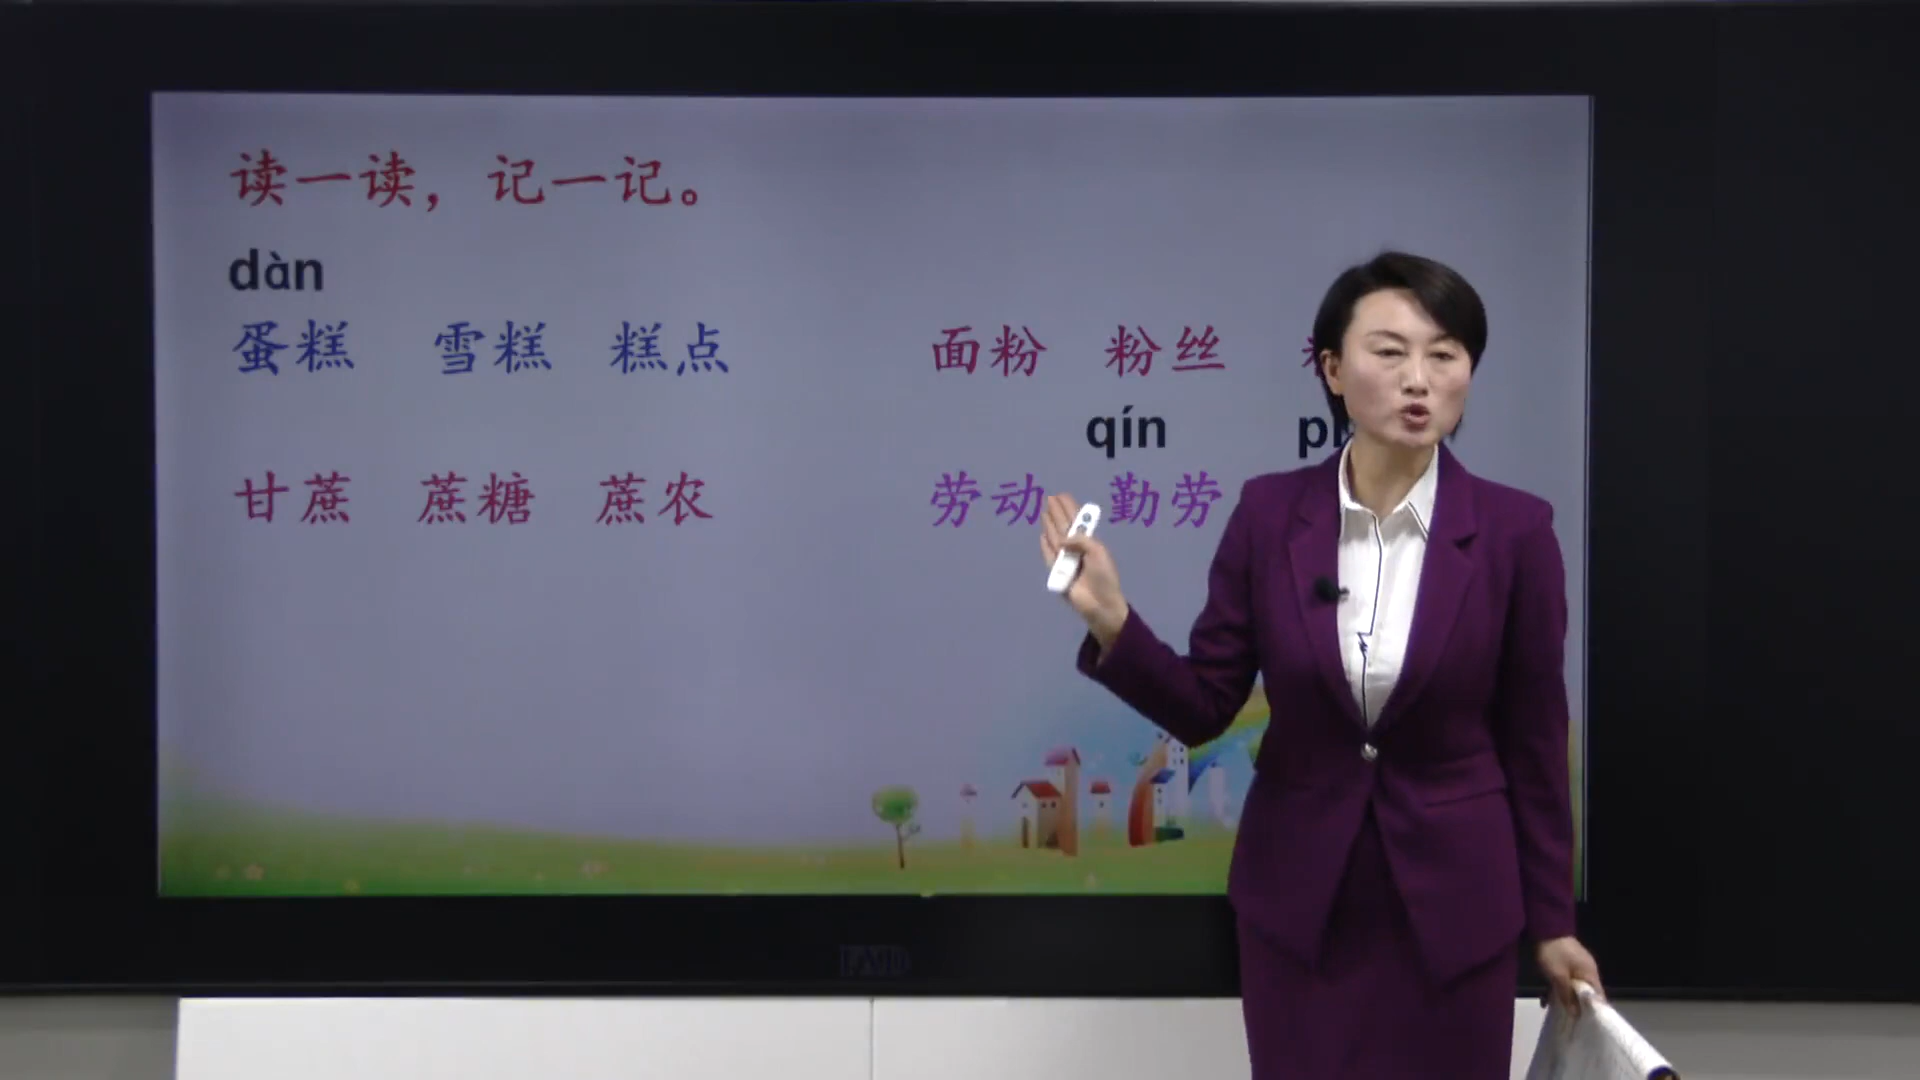 读一读，记一记。
dàn
蛋糕 雪糕 糕点 面粉 粉丝
qín
甘蔗 蔗糖 蔗农 劳动 勤劳